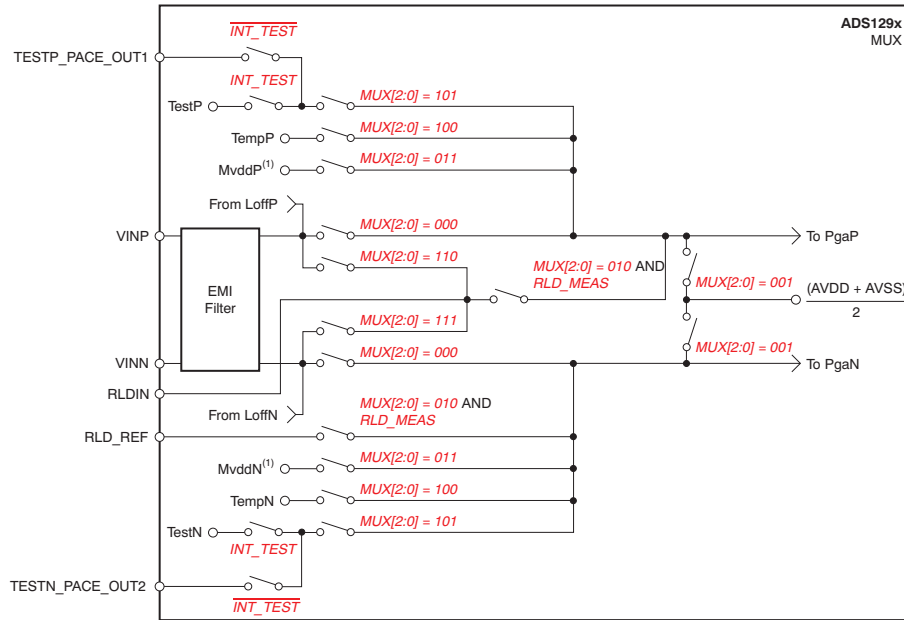 ADS129x
MUX
INT_TEST
TESTP_PACE_OUT1
INT_TEST
TestP
MUX[2:0] = 101
TempP
MUX[2:0] = 100
MvddP(1)
MUX[2:0] = 011
From LoffP
VINP
MUX[2:0] = 000
To PgaP
MUX[2:0] = 110
EMI
Filter
MUX[2:0] = 010 AND
RLD_MEAS
MUX[2:0] = 001
(AVDD + AVSS)
2
MUX[2:0] = 111
MUX[2:0] = 001
VINN
MUX[2:0] = 000
To PgaN
RLDIN
From LoffN
MUX[2:0] = 010 AND
RLD_MEAS
RLD_REF
MvddN(1)
MUX[2:0] = 011
TempN
MUX[2:0] = 100
TestN
MUX[2:0] = 101
INT_TEST
TESTN_PACE_OUT2
INT_TEST